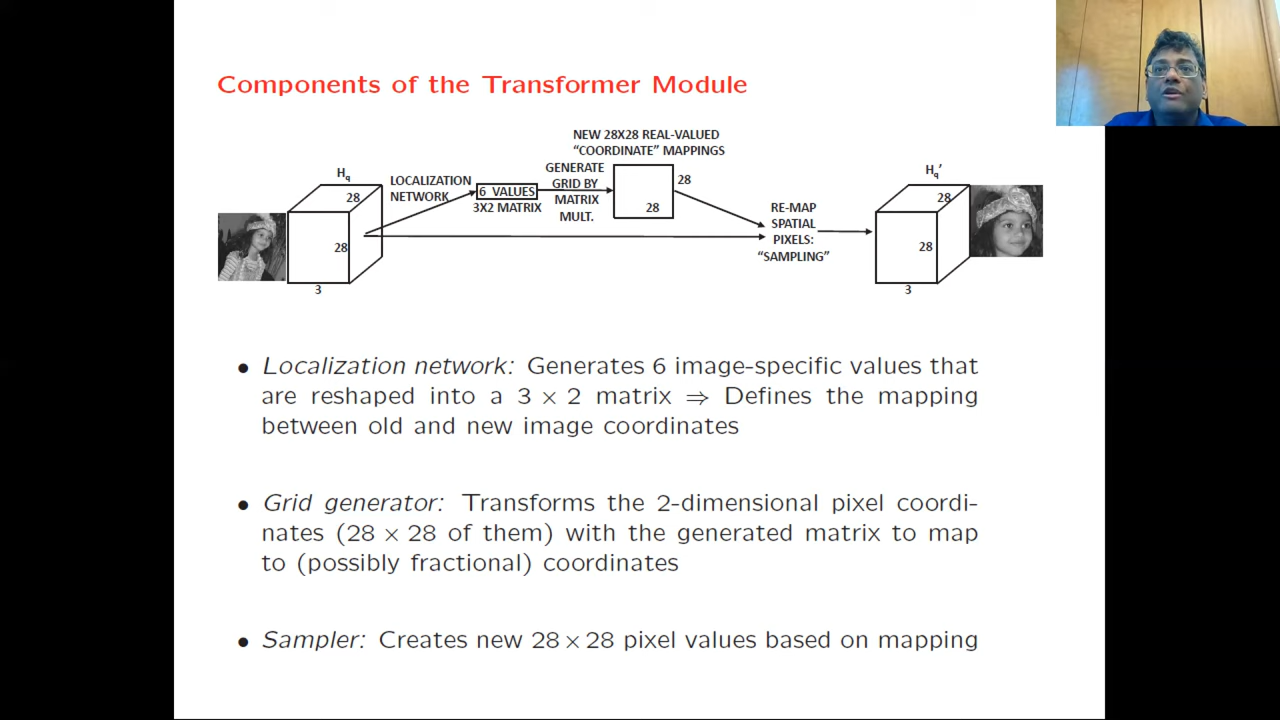 Components of the Transformer Module
NEW 28X28 REAL-VALUED
“COORDINATE” MAPPINGS
Hq
28
28
3
LOCALIZATION
NETWORK
6 VALUES
3X2 MATRIX
GENERATE
GRID BY
MATRIX
MULT.
28
28
RE-MAP
SPATIAL
PIXELS:
“SAMPLING”
Hq’
28
28
3
• Localization network: Generates 6 image-specific values that
are reshaped into a 3 × 2 matrix ⇒ Defines the mapping
between old and new image coordinates
• Grid generator: Transforms the 2-dimensional pixel coordi-
nates (28 × 28 of them) with the generated matrix to map
to (possibly fractional) coordinates
• Sampler: Creates new 28 × 28 pixel values based on mapping